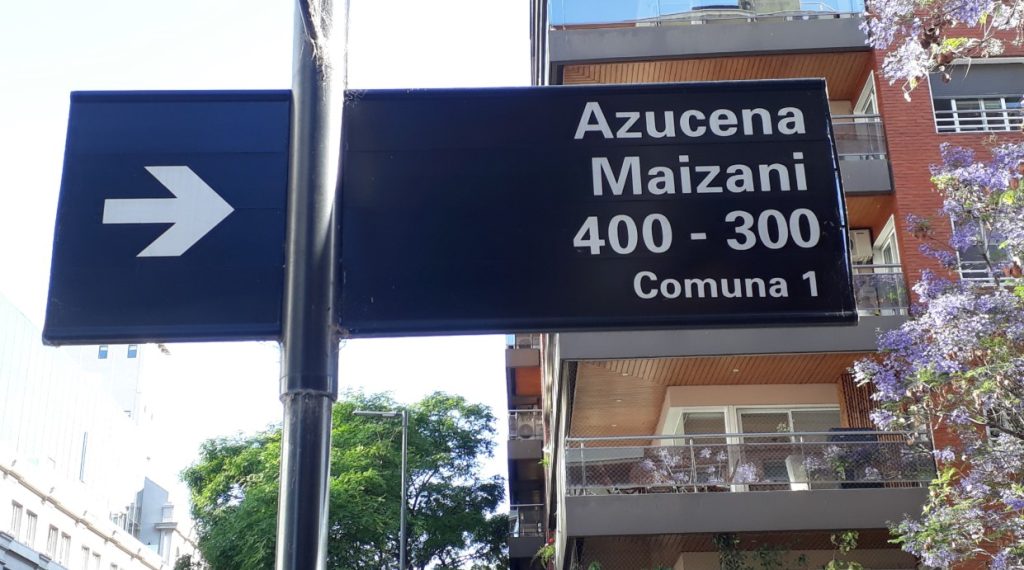 Azucena
Maizani
400 - 300
Comuna 1